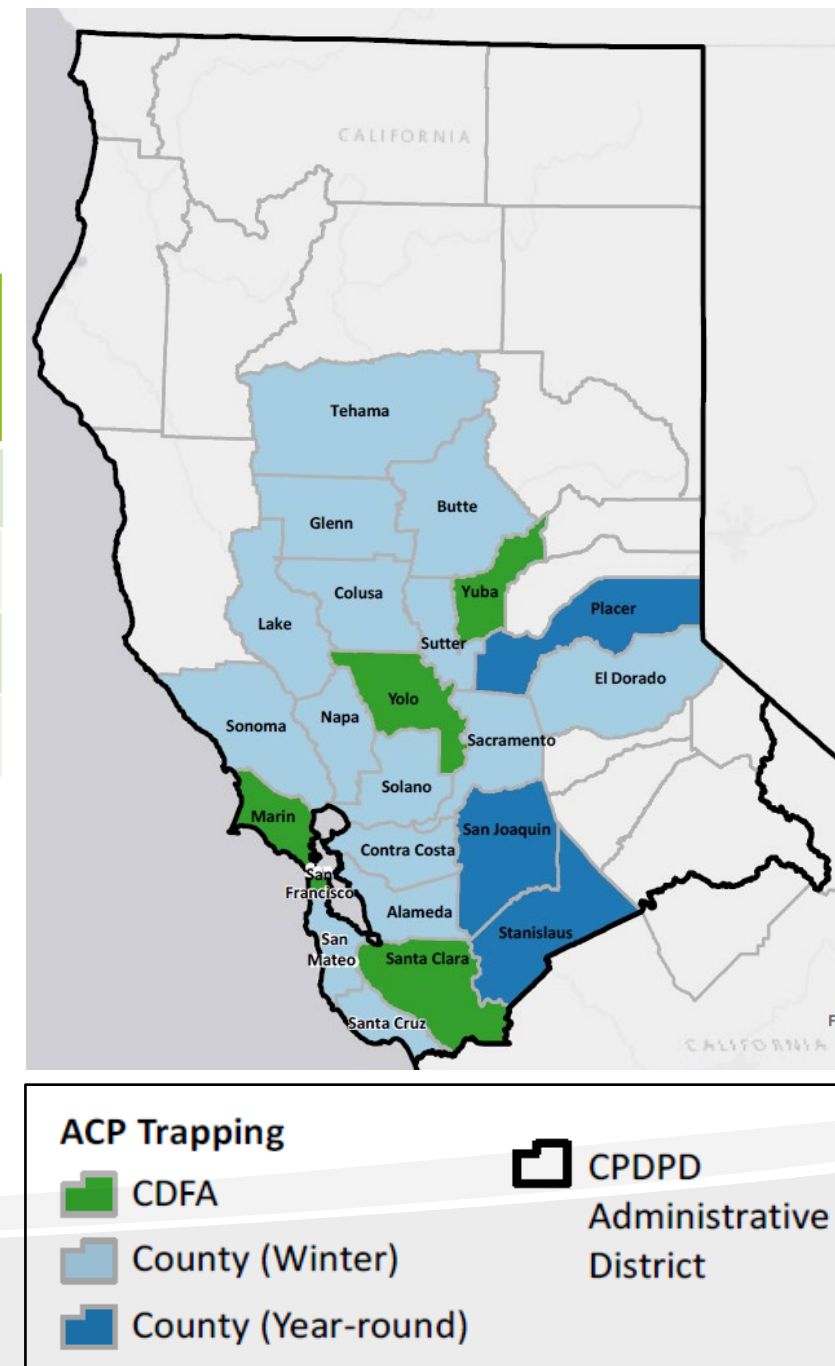 CALIFORNIA
Tehama
Butte
Glenn
Yuba
Colusa
Placer
Lake
Sutter
El Dorado
Yolo
Napa
Sonoma
Sacramento
Solano
Marin
San Joaquin
Contra Costa
San
Francisco
Alameda
Stanislaus
San
Mateo
Santa Clara
Santa Cruz
F
CALIFORNIA
ACP Trapping
CDFA
County (Winter)
County (Year-round)
CPDPD
Administrative
District